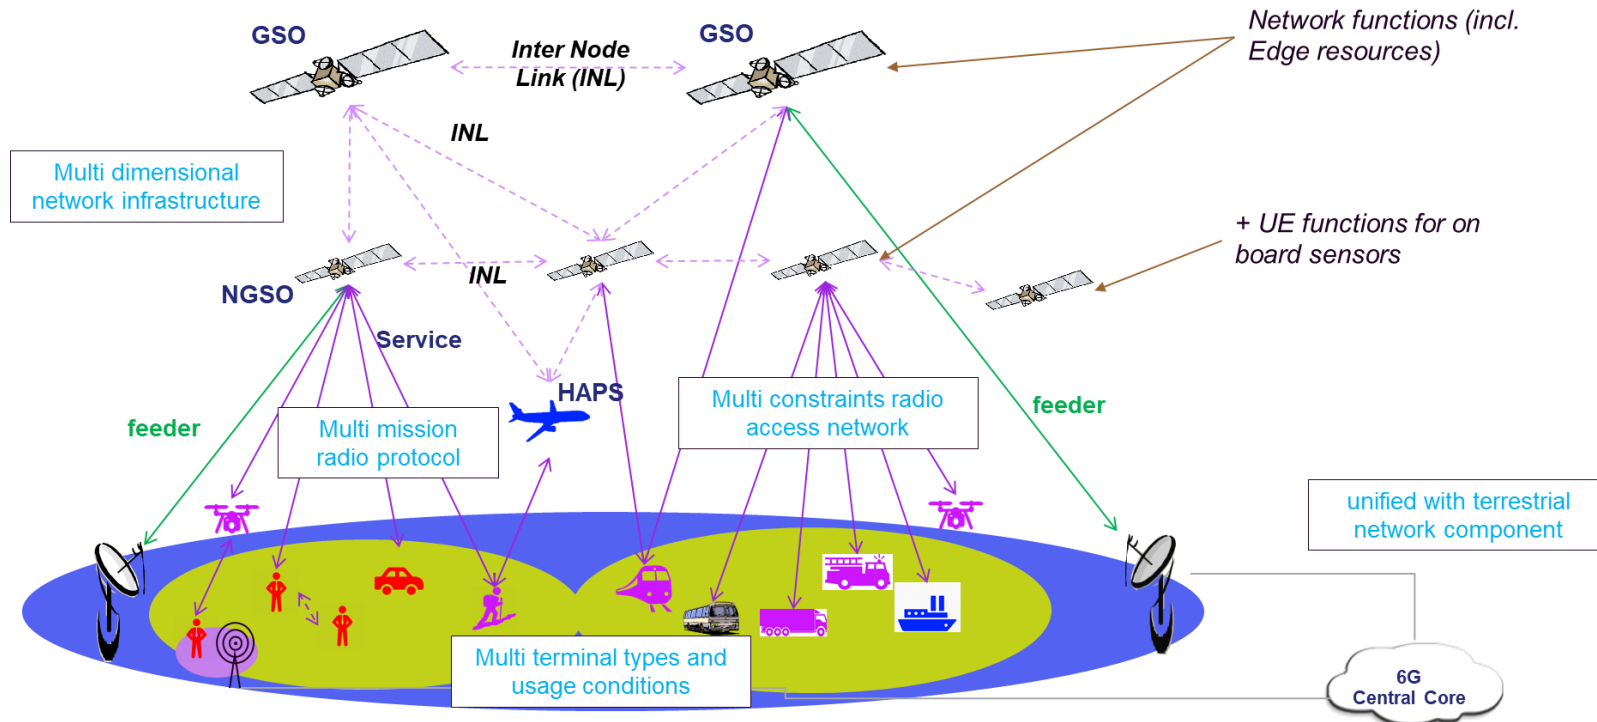 GSO
Inter Node
Link (INL)
GSO
Network functions (incl.
Edge resources)
INL
Multi dimensional
network infrastructure
+ UE functions for on
board sensors
INL
NGSO
Service
HAPS
feeder
Multi mission
radio protocol
Multi constraints radio
access network
feeder
unified with terrestrial
network component
Multi terminal types and
usage conditions
6G
Central Core